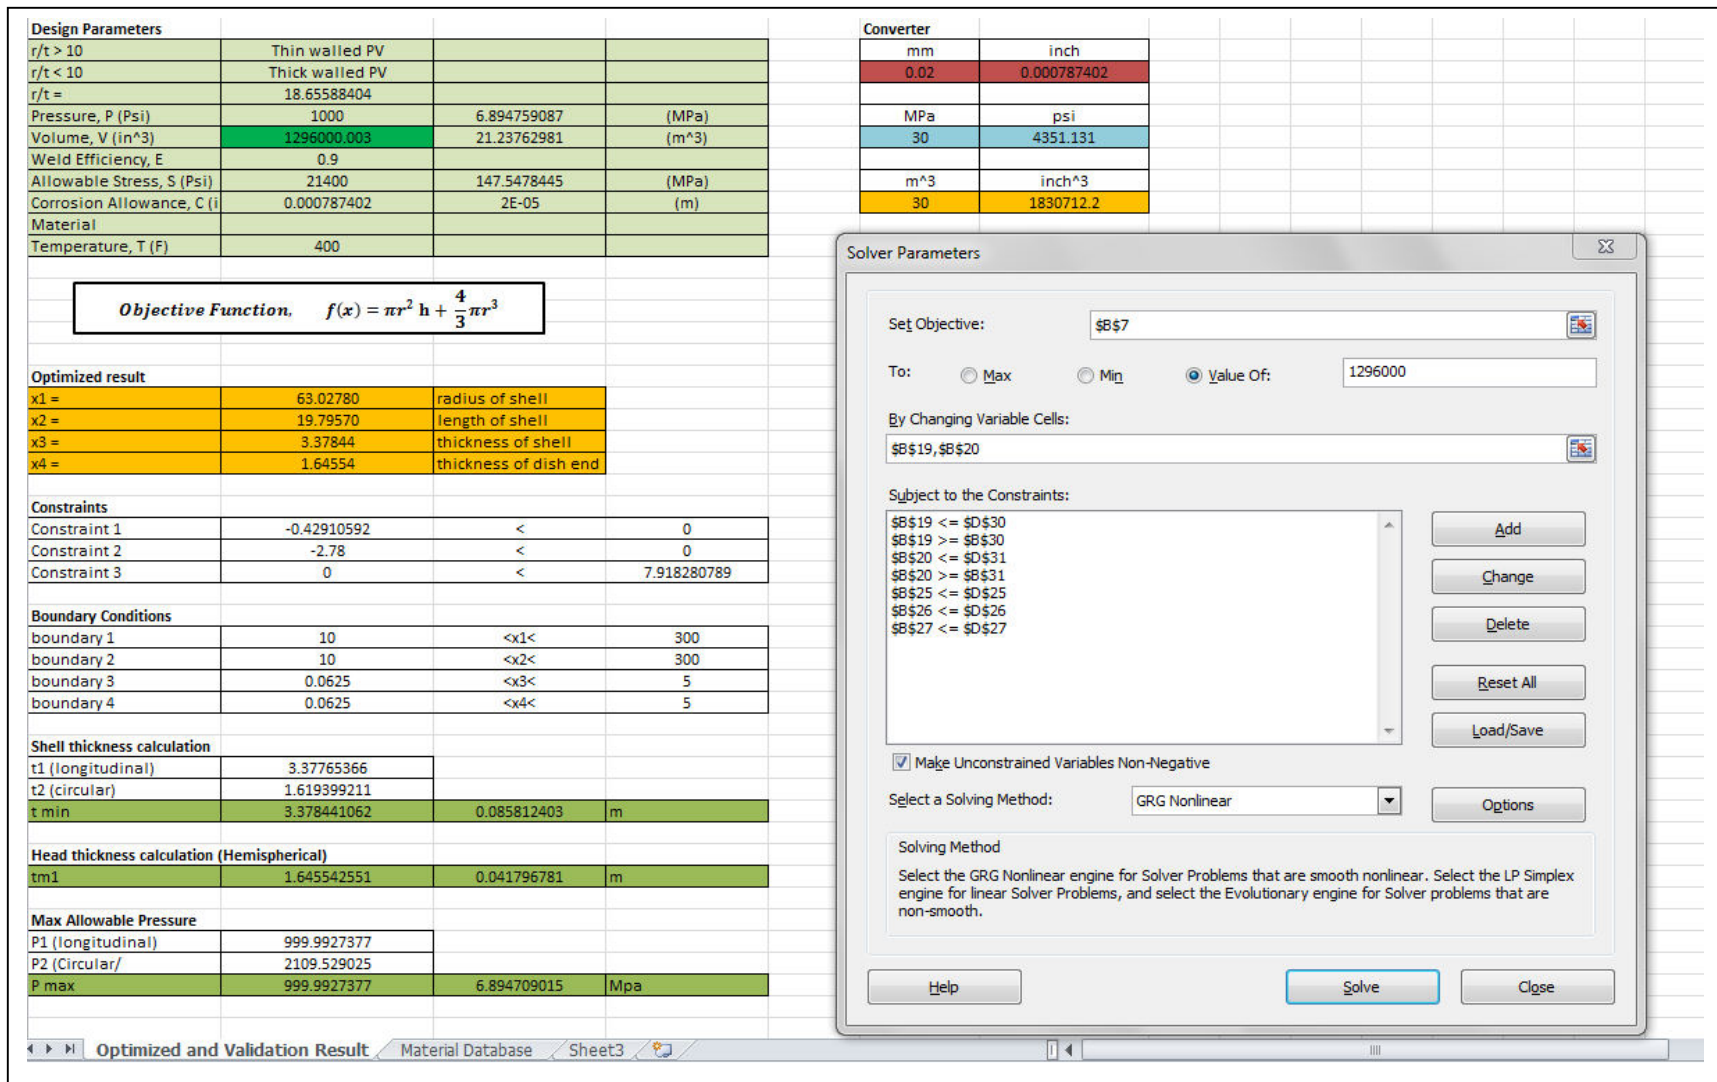 Design Parameters
r/t > 10 Thin walled PV
r/t < 10 Thick walled PV
r/t = 18.65588404
Pressure, P (Psi) 1000 6.894759087 (MPa)
Volume, V (in^3) 1296000.003 21.23762981 (m^3)
Weld Efficiency, E 0.9
Allowable Stress, S (Psi) 21400 147.5478445 (MPa)
Corrosion Allowance, C (i 0.000787402 2E-05 (m)
Material
Temperature, T (F) 400
Objective Function, f(x) = πr² h + 4/3 πr³
Optimized result
x1 = 63.02780 radius of shell
x2 = 19.79570 length of shell
x3 = 3.37844 thickness of shell
x4 = 1.64554 thickness of dish end
Constraints
Constraint 1 -0.42910592 < 0
Constraint 2 -2.78 < 0
Constraint 3 0 < 7.918280789
Boundary Conditions
boundary 1 10 <x1< 300
boundary 2 10 <x2< 300
boundary 3 0.0625 <x3< 5
boundary 4 0.0625 <x4< 5
Shell thickness calculation
t1 (longitudinal) 3.37765366
t2 (circular) 1.619399211
t min 3.378441062 0.085812403 m
Head thickness calculation (Hemispherical)
tm1 1.645542551 0.041796781 m
Max Allowable Pressure
P1 (longitudinal) 999.9927377
P2 (Circular/ 2109.529025
P max 999.9927377 6.894709015 Mpa
Converter
mm inch
0.02 0.000787402
MPa psi
30 4351.131
m^3 inch^3
30 1830712.2
Solver Parameters
Set Objective: $B$7
To: Max Min Value Of: 1296000
By Changing Variable Cells:
$B$19,$B$20
Subject to the Constraints:
$B$19 <= $D$30
$B$19 >= $B$30
$B$20 <= $D$31
$B$20 >= $B$31
$B$25 <= $D$25
$B$26 <= $D$26
$B$27 <= $D$27
Add
Change
Delete
Reset All
Load/Save
Make Unconstrained Variables Non-Negative
Select a Solving Method: GRG Nonlinear Options
Solving Method
Select the GRG Nonlinear engine for Solver Problems that are smooth nonlinear. Select the LP Simplex
engine for linear Solver Problems, and select the Evolutionary engine for Solver problems that are
non-smooth.
Help Solve Close
Optimized and Validation Result Material Database Sheet3